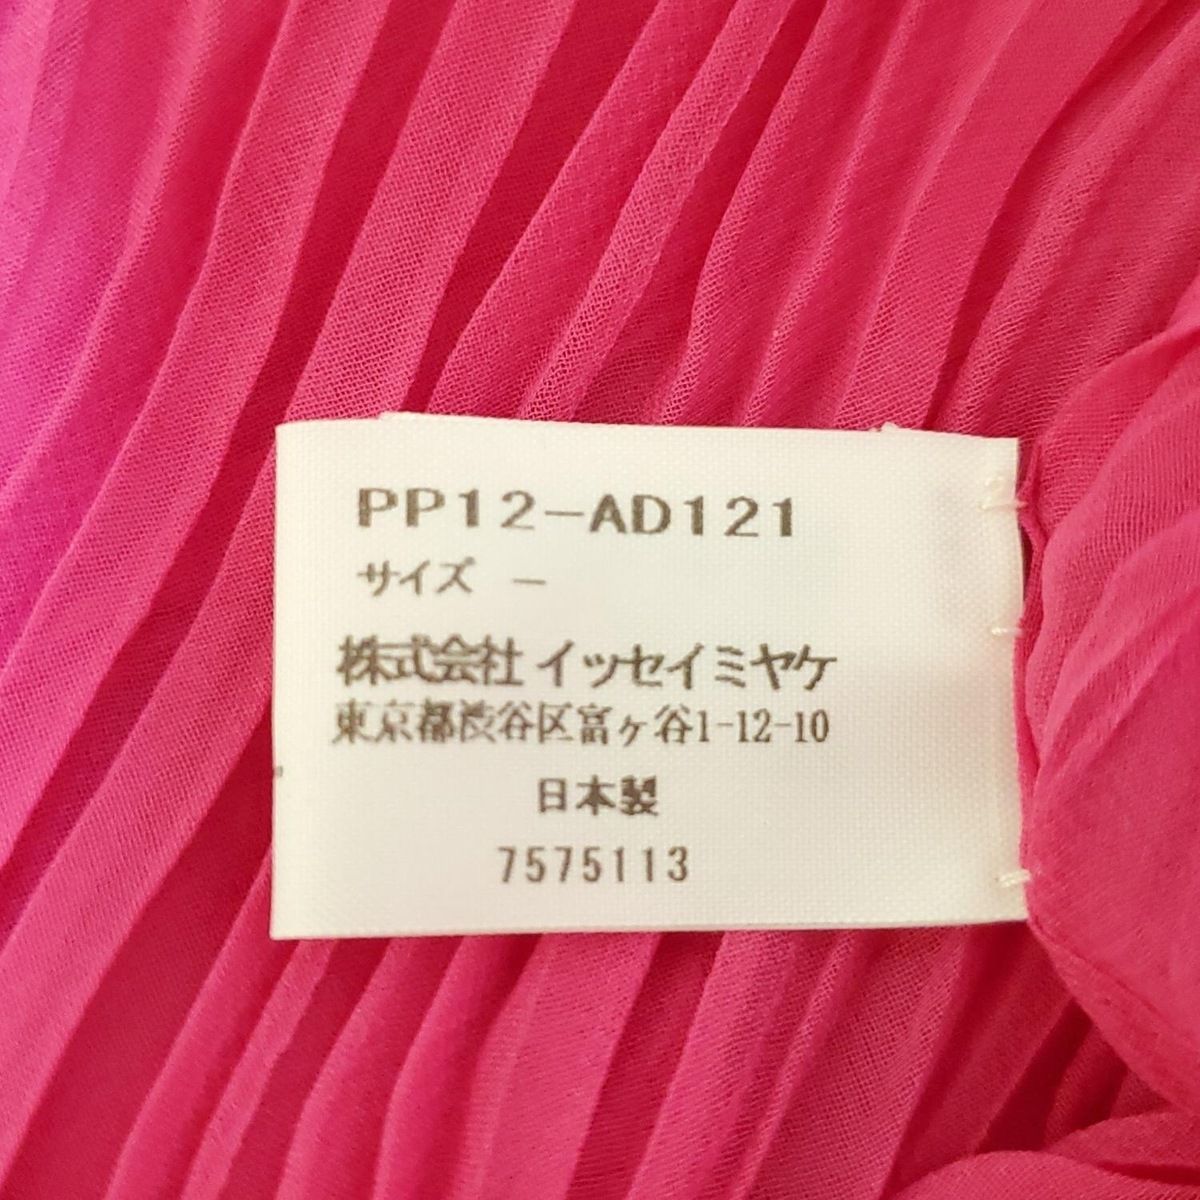 PP12-AD121
サイズ －
株式会社 イッセイミヤケ
東京都渋谷区富ヶ谷1-12-10
日本製
7575113